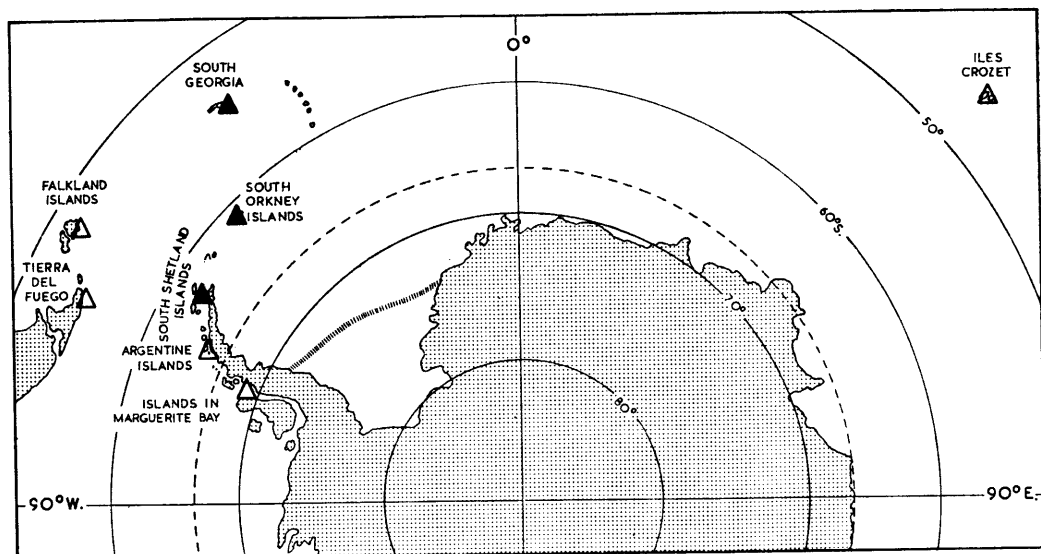 0°
SOUTH
GEORGIA
ILES
CROZET
50°
FALKLAND
ISLANDS
SOUTH
ORKNEY
ISLANDS
60°S.
TIERRA
DEL
FUEGO
SOUTH SHETLAND
ISLANDS
70°
ARGENTINE
ISLANDS
ISLANDS IN
MARGUERITE BAY
80°
90°W.
90°E.